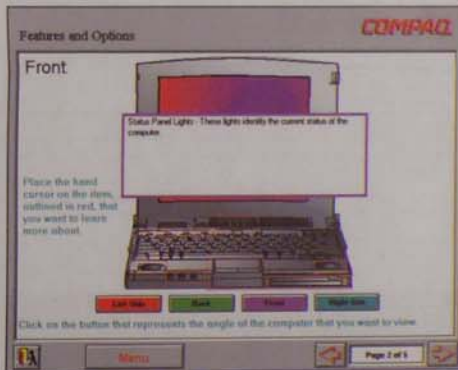 Features and Options
COMPAQ
Front
Status Panel Lights - These lights identify the current status of the
computer.
Place the hand
cursor on the item,
outlined in red, that
you want to learn
more about.
Left Side
Back
Front
Right Side
Click on the button that represents the angle of the computer that you want to view.
Menu
Page 2 of 5